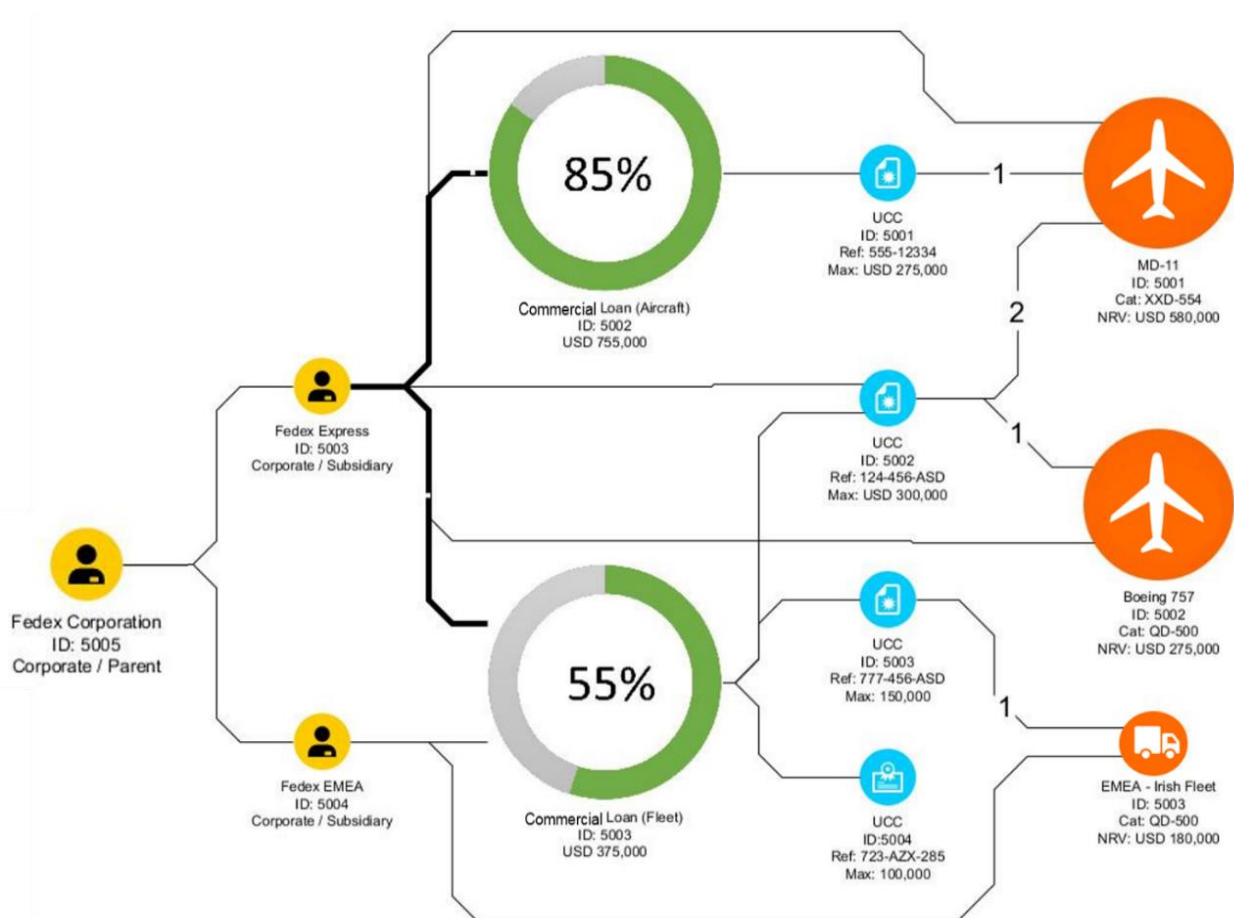 85%
Commercial Loan (Aircraft)
ID: 5002
USD 755,000
UCC
ID: 5001
Ref: 555-12334
Max: USD 275,000
1
MD-11
ID: 5001
Cat: XXD-554
NRV: USD 580,000
2
Fedex Express
ID: 5003
Corporate / Subsidiary
UCC
ID: 5002
Ref: 124-456-ASD
Max: USD 300,000
1
Boeing 757
ID: 5002
Cat: QD-500
NRV: USD 275,000
Fedex Corporation
ID: 5005
Corporate / Parent
55%
Commercial Loan (Fleet)
ID: 5003
USD 375,000
UCC
ID: 5003
Ref: 777-456-ASD
Max: 150,000
1
Fedex EMEA
ID: 5004
Corporate / Subsidiary
UCC
ID:5004
Ref: 723-AZX-285
Max: 100,000
EMEA - Irish Fleet
ID: 5003
Cat: QD-500
NRV: USD 180,000